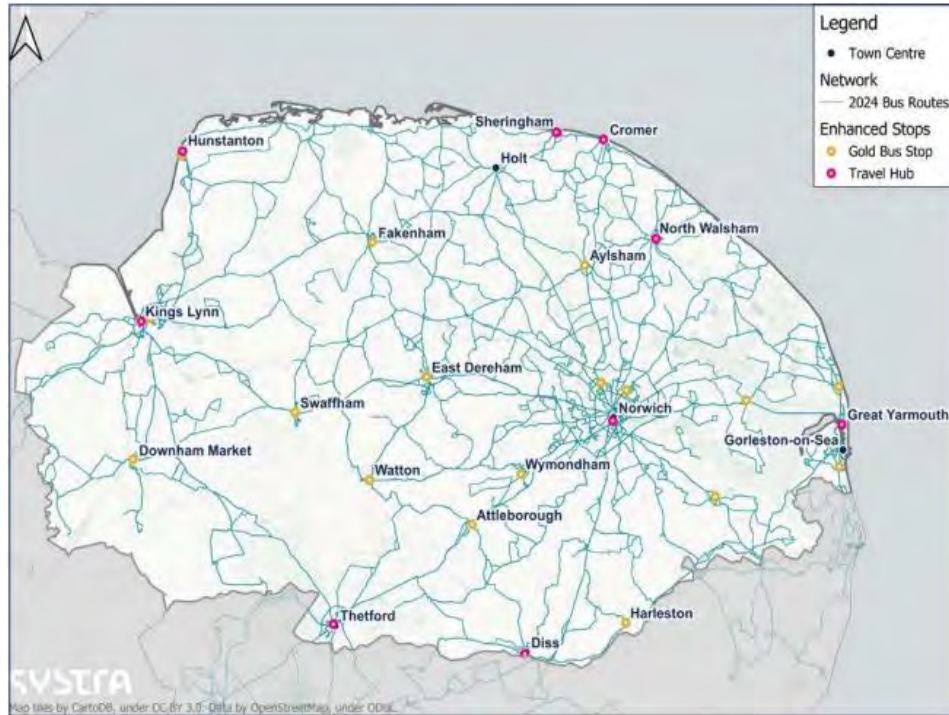 Legend
Town Centre
Network
2024 Bus Routes
Enhanced Stops
Gold Bus Stop
Travel Hub
Sheringham
Cromer
Hunstanton
Holt
North Walsham
Fakenham
Aylsham
Kings Lynn
East Dereham
Swaffham
Norwich
Great Yarmouth
Gorleston-on-Sea
Downham Market
Watton
Wymondham
Attleborough
Thetford
Harleston
Diss
SYSTRA
Map tiles by CartoDB, under CC BY 3.0. Data by OpenStreetMap, under ODbL.